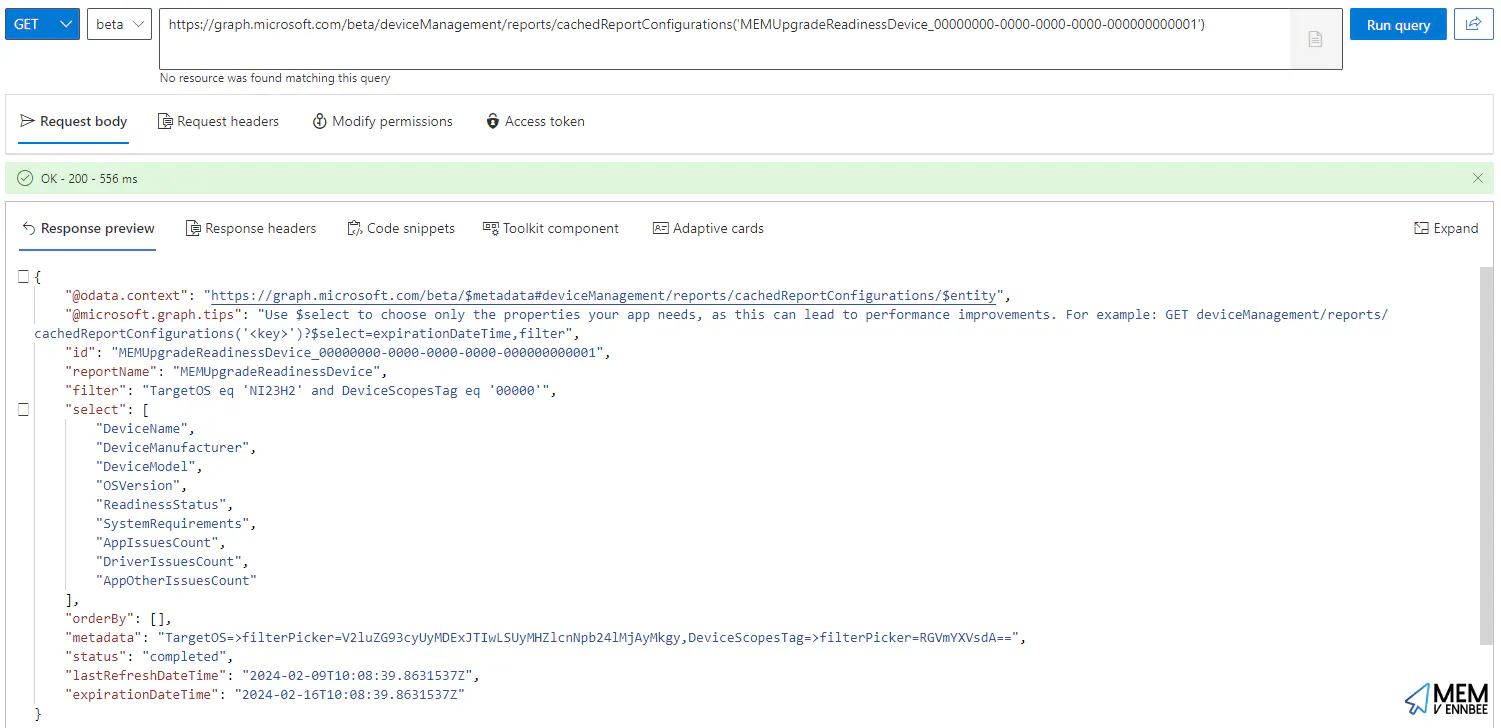 GET
beta
https://graph.microsoft.com/beta/deviceManagement/reports/cachedReportConfigurations('MEMUpgradeReadinessDevice_00000000-0000-0000-0000-000000000001')
Run query
No resource was found matching this query
Request body
Request headers
Modify permissions
Access token
OK - 200 - 556 ms
Response preview
Response headers
Code snippets
Toolkit component
Adaptive cards
Expand
{
"@odata.context": "https://graph.microsoft.com/beta/$metadata#deviceManagement/reports/cachedReportConfigurations/$entity",
"@microsoft.graph.tips": "Use $select to choose only the properties your app needs, as this can lead to performance improvements. For example: GET deviceManagement/reports/
cachedReportConfigurations('<key>')?$select=expirationDateTime,filter",
"id": "MEMUpgradeReadinessDevice_00000000-0000-0000-0000-000000000001",
"reportName": "MEMUpgradeReadinessDevice",
"filter": "TargetOS eq 'NI23H2' and DeviceScopesTag eq '00000'",
"select": [
"DeviceName",
"DeviceManufacturer",
"DeviceModel",
"OSVersion",
"ReadinessStatus",
"SystemRequirements",
"AppIssuesCount",
"DriverIssuesCount",
"AppOtherIssuesCount"
],
"orderBy": [],
"metadata": "TargetOS=>filterPicker=V2luZG93cyUyMDExJTIwLSUyMHZlcnNpb24lMjAyMkgy,DeviceScopesTag=>filterPicker=RGVmYXVsdA==",
"status": "completed",
"lastRefreshDateTime": "2024-02-09T10:08:39.8631537Z",
"expirationDateTime": "2024-02-16T10:08:39.8631537Z"
}
MEM
V ENNBEE